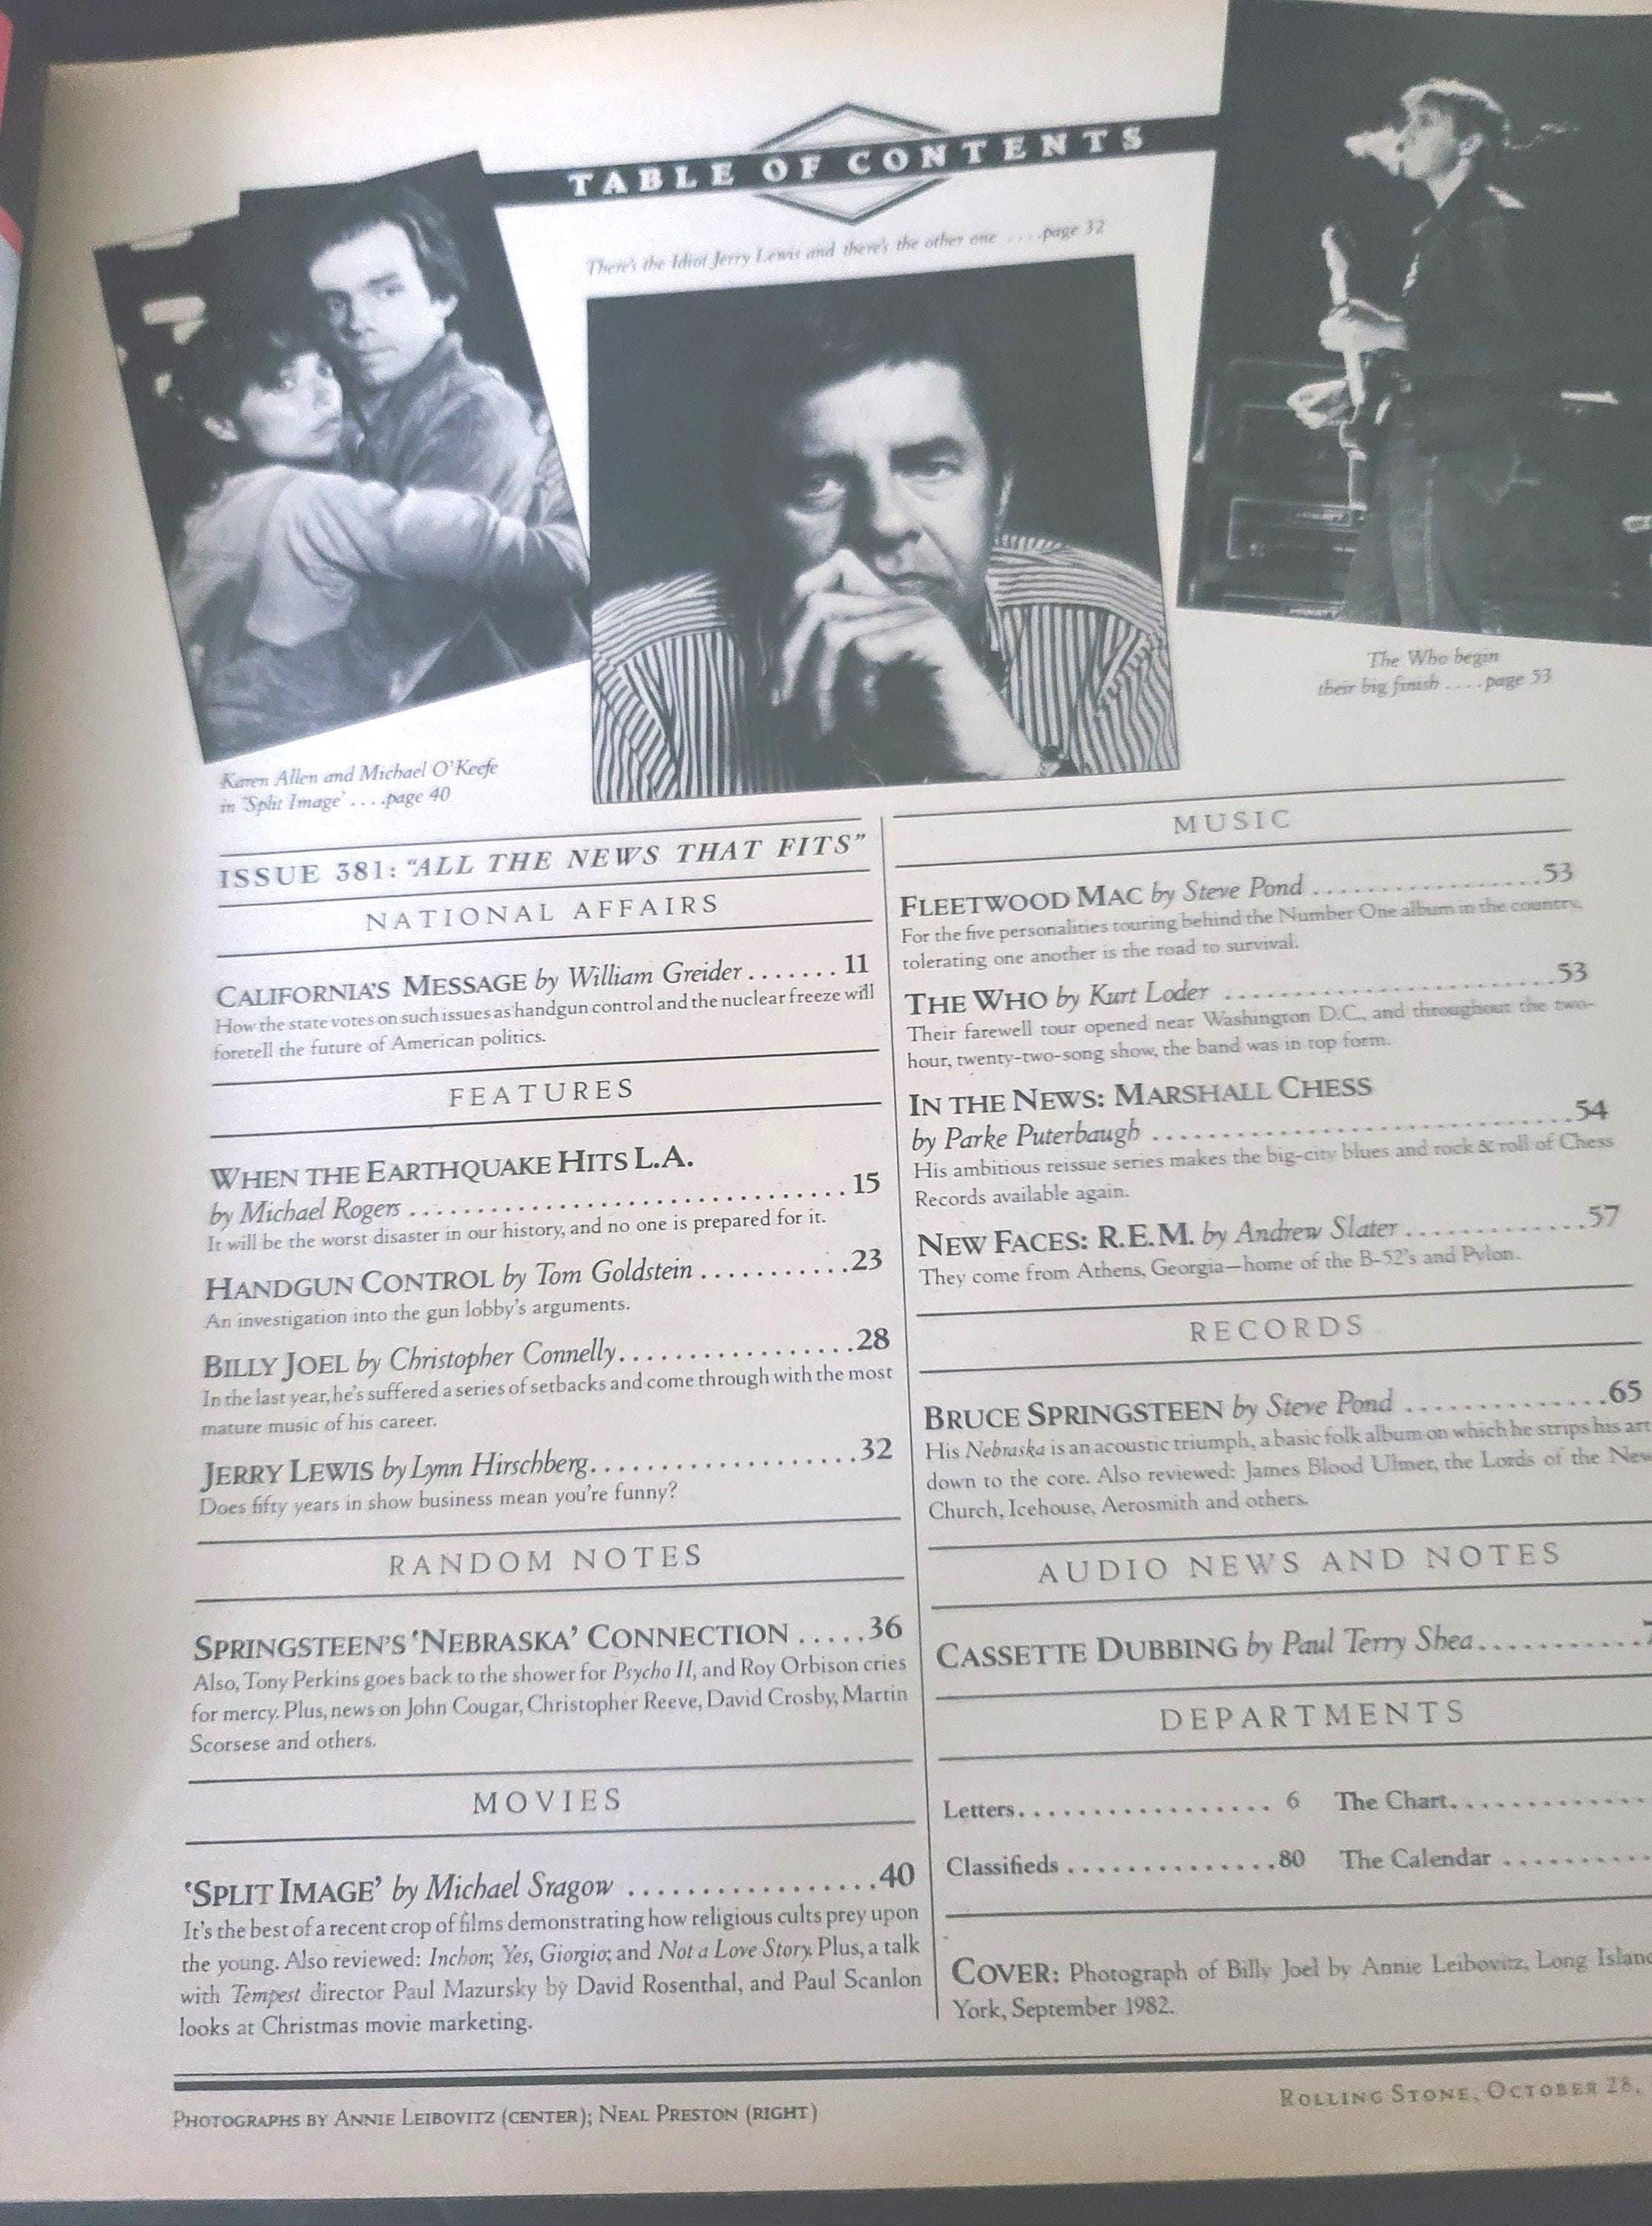 TABLE OF CONTENTS
There's the Idiot Jerry Lewis and there's the other one ....page 32
The Who begin
their big finish ....page 53
Karen Allen and Michael O'Keefe
in 'Split Image' ....page 40
ISSUE 381: "ALL THE NEWS THAT FITS"
NATIONAL AFFAIRS
CALIFORNIA'S MESSAGE by William Greider.......11
How the state votes on such issues as handgun control and the nuclear freeze will
foretell the future of American politics.
FEATURES
WHEN THE EARTHQUAKE HITS L.A.
by Michael Rogers ................................15
It will be the worst disaster in our history, and no one is prepared for it.
HANDGUN CONTROL by Tom Goldstein ...........23
An investigation into the gun lobby's arguments.
BILLY JOEL by Christopher Connelly.................28
In the last year, he's suffered a series of setbacks and come through with the most
mature music of his career.
JERRY LEWIS by Lynn Hirschberg....................32
Does fifty years in show business mean you're funny?
RANDOM NOTES
SPRINGSTEEN'S 'NEBRASKA' CONNECTION .....36
Also, Tony Perkins goes back to the shower for Psycho II, and Roy Orbison cries
for mercy. Plus, news on John Cougar, Christopher Reeve, David Crosby, Martin
Scorsese and others.
MOVIES
'SPLIT IMAGE' by Michael Sragow .................40
It's the best of a recent crop of films demonstrating how religious cults prey upon
the young. Also reviewed: Inchon; Yes, Giorgio; and Not a Love Story. Plus, a talk
with Tempest director Paul Mazursky by David Rosenthal, and Paul Scanlon
looks at Christmas movie marketing.
MUSIC
FLEETWOOD MAC by Steve Pond .................53
For the five personalities touring behind the Number One album in the country,
tolerating one another is the road to survival.
THE WHO by Kurt Loder .........................53
Their farewell tour opened near Washington D.C., and throughout the two-
hour, twenty-two-song show, the band was in top form.
IN THE NEWS: MARSHALL CHESS
by Parke Puterbaugh ...............................54
His ambitious reissue series makes the big-city blues and rock & roll of Chess
Records available again.
NEW FACES: R.E.M. by Andrew Slater .............57
They come from Athens, Georgia—home of the B-52's and Pylon.
RECORDS
BRUCE SPRINGSTEEN by Steve Pond ..............65
His Nebraska is an acoustic triumph, a basic folk album on which he strips his art
down to the core. Also reviewed: James Blood Ulmer, the Lords of the New
Church, Icehouse, Aerosmith and others.
AUDIO NEWS AND NOTES
CASSETTE DUBBING by Paul Terry Shea............7
DEPARTMENTS
Letters.................. 6 The Chart.............
Classifieds ..............80 The Calendar ..........
COVER: Photograph of Billy Joel by Annie Leibovitz, Long Island
York, September 1982.
PHOTOGRAPHS BY ANNIE LEIBOVITZ (CENTER); NEAL PRESTON (RIGHT)
ROLLING STONE, OCTOBER 28,